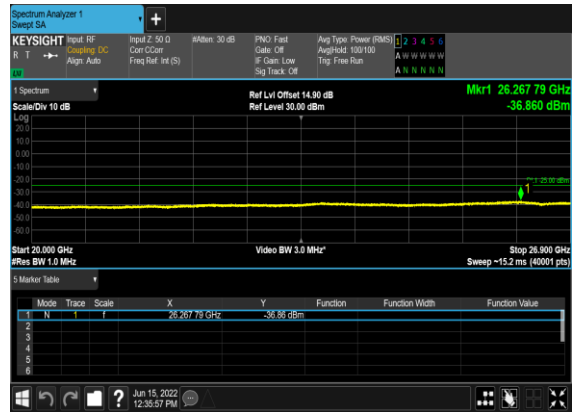 Spectrum Analyzer 1
Swept SA
KEYSIGHT Input: RF Input Z: 50 Ω #Atten: 30 dB PNO: Fast Avg Type: Power (RMS) 1 2 3 4 5 6
R T Coupling: DC Corr CCorr Gate: Off Avg|Hold: 100/100 A W W W W W
Align: Auto Freq Ref: Int (S) IF Gain: Low Trig: Free Run
Sig Track: Off A N N N N N
1 Spectrum Ref Lvl Offset 14.90 dB Mkr1 26.267 79 GHz
Scale/Div 10 dB Ref Level 30.00 dBm -36.860 dBm
Log
20.0
10.0
0.00
-10.0
-20.0
-25.00 dBm
1
-30.0
-40.0
-50.0
-60.0
Start 20.000 GHz Video BW 3.0 MHz* Stop 26.900 GHz
#Res BW 1.0 MHz Sweep ~15.2 ms (40001 pts)
5 Marker Table
Mode Trace Scale X Y Function Function Width Function Value
1 N 1 f 26.267 79 GHz -36.86 dBm
2
3
4
5
6
? Jun 15, 2022
12:35:57 PM